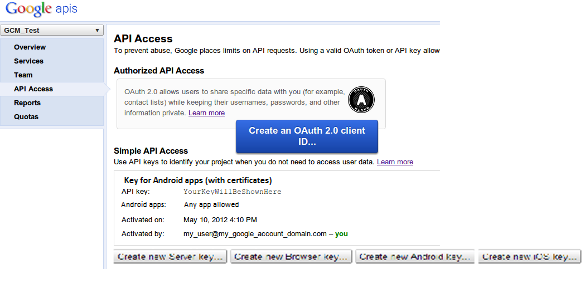 Google apis
GCM_Test
Overview
Services
Team
API Access
Reports
Quotas
API Access
To prevent abuse, Google places limits on API requests. Using a valid OAuth token or API key allow
Authorized API Access
OAuth 2.0 allows users to share specific data with you (for example,
contact lists) while keeping their usernames, passwords, and other
information private. Learn more
A
Create an OAuth 2.0 client
ID...
Simple API Access
Use API keys to identify your project when you do not need to access user data. Learn more
Key for Android apps (with certificates)
API key: YourKeyWillBeShownHere
Android apps: Any app allowed
Activated on: May 10, 2012 4:10 PM
Activated by: my_user@my_google_account_domain.com – you
Create new Server key... Create new Browser key... Create new Android key... Create new iOS key...